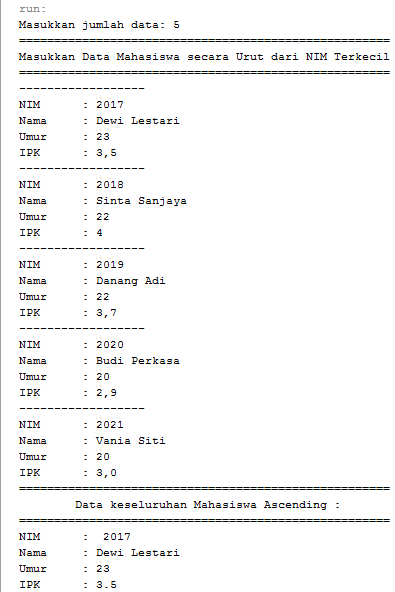 run:
Masukkan jumlah data: 5
=====================================================
Masukkan Data Mahasiswa secara Urut dari NIM Terkecil
=====================================================
------------------
NIM      : 2017
Nama     : Dewi Lestari
Umur     : 23
IPK      : 3,5
------------------
NIM      : 2018
Nama     : Sinta Sanjaya
Umur     : 22
IPK      : 4
------------------
NIM      : 2019
Nama     : Danang Adi
Umur     : 22
IPK      : 3,7
------------------
NIM      : 2020
Nama     : Budi Perkasa
Umur     : 20
IPK      : 2,9
------------------
NIM      : 2021
Nama     : Vania Siti
Umur     : 20
IPK      : 3,0
=====================================================
        Data keseluruhan Mahasiswa Ascending :
=====================================================
NIM      :  2017
Nama     : Dewi Lestari
Umur     : 23
IPK      : 3.5